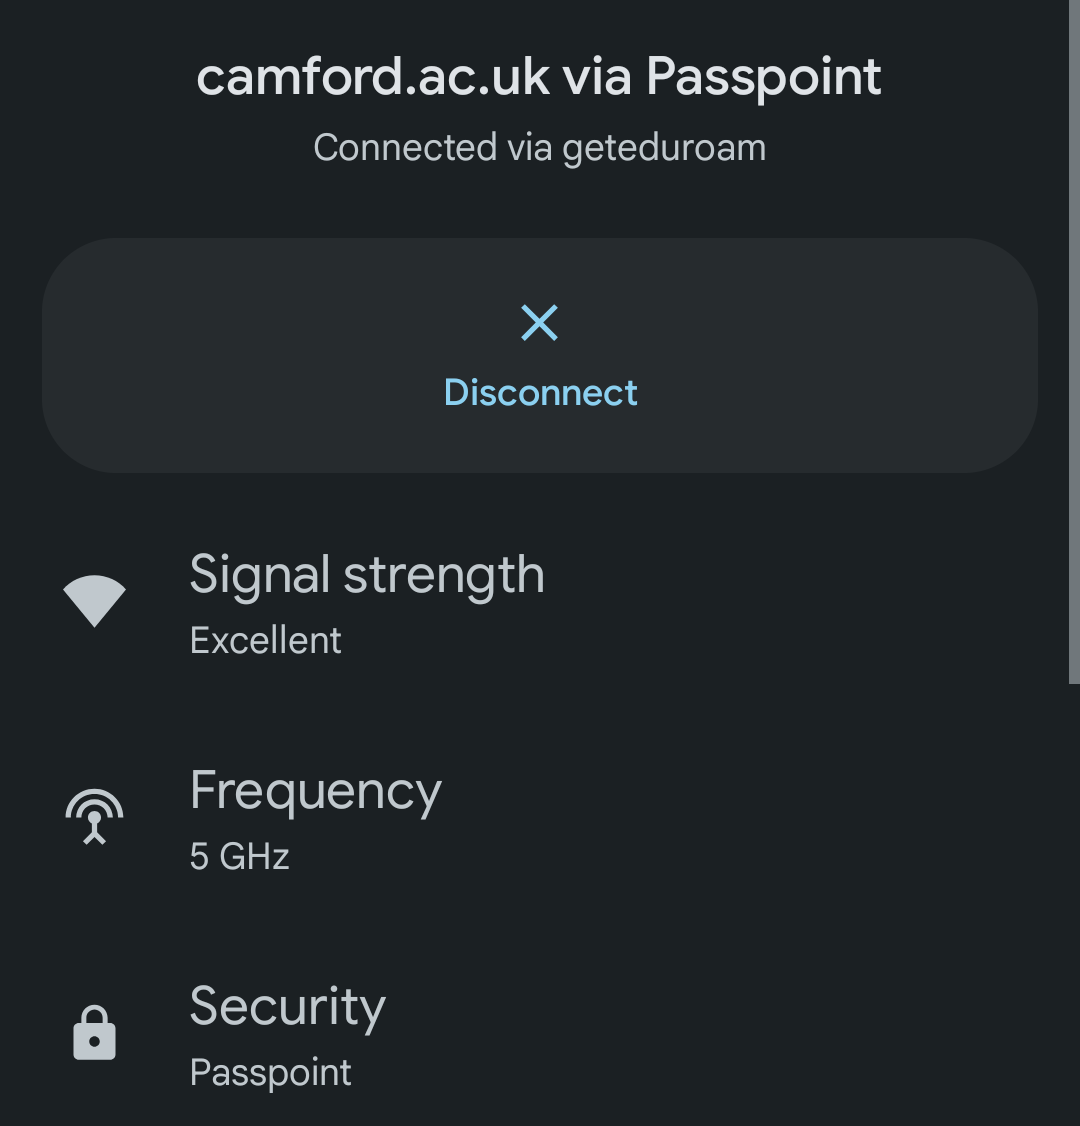 camford.ac.uk via Passpoint
Connected via geteduroam
Disconnect
Signal strength
Excellent
Frequency
5 GHz
Security
Passpoint